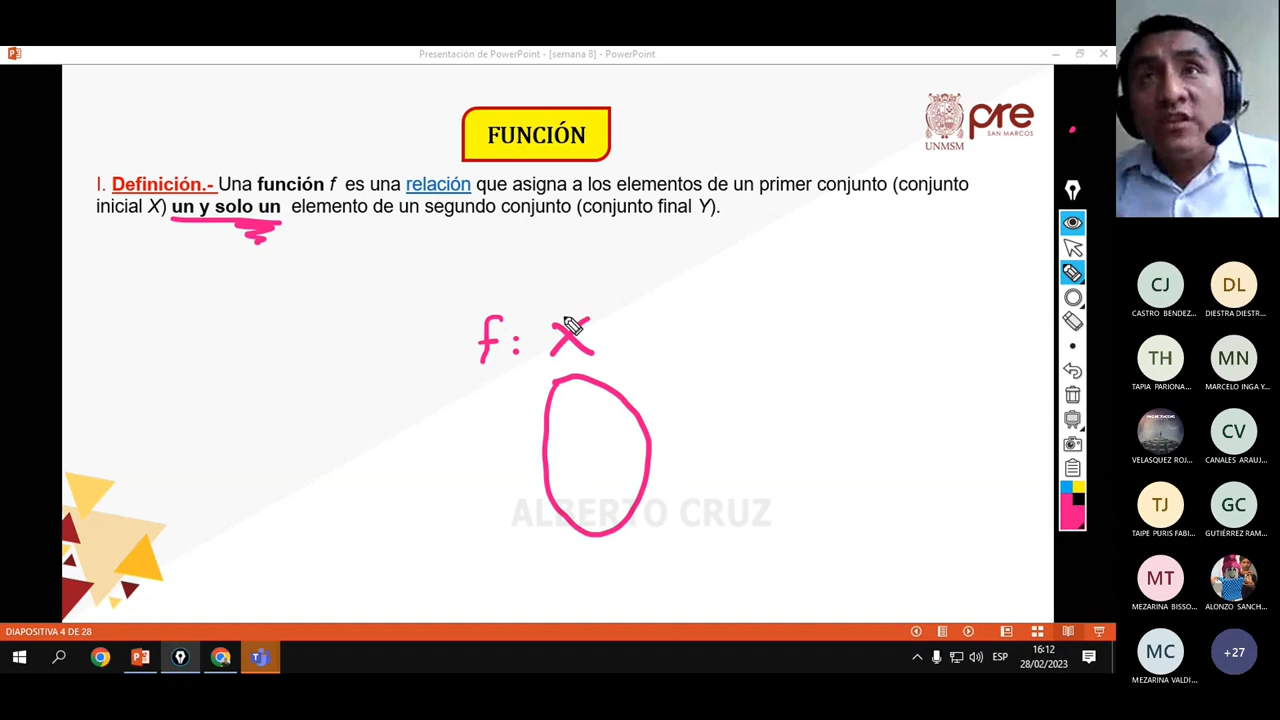 Presentación de PowerPoint - [semana 8] - PowerPoint
FUNCIÓN
UNMSM
pre
SAN MARCOS
I. Definición.- Una función f es una relación que asigna a los elementos de un primer conjunto (conjunto
inicial X) un y solo un elemento de un segundo conjunto (conjunto final Y).
f: X
ALBERTO CRUZ
CJ
CASTRO BENDEZ...
DL
DIESTRA DIESTR...
TH
TAPIA PARIONA...
MN
MARCELO INGA Y...
VELASQUEZ ROJ...
CV
CANALES ARAUJ...
TJ
TAIPE PURIS FABI...
GC
GUTIÉRREZ RAM...
MT
MEZARINA BISSO...
ALONZO SANCH...
MC
MEZARINA VALDI...
+27
DIAPOSITIVA 4 DE 28
ESP
16:12
28/02/2023